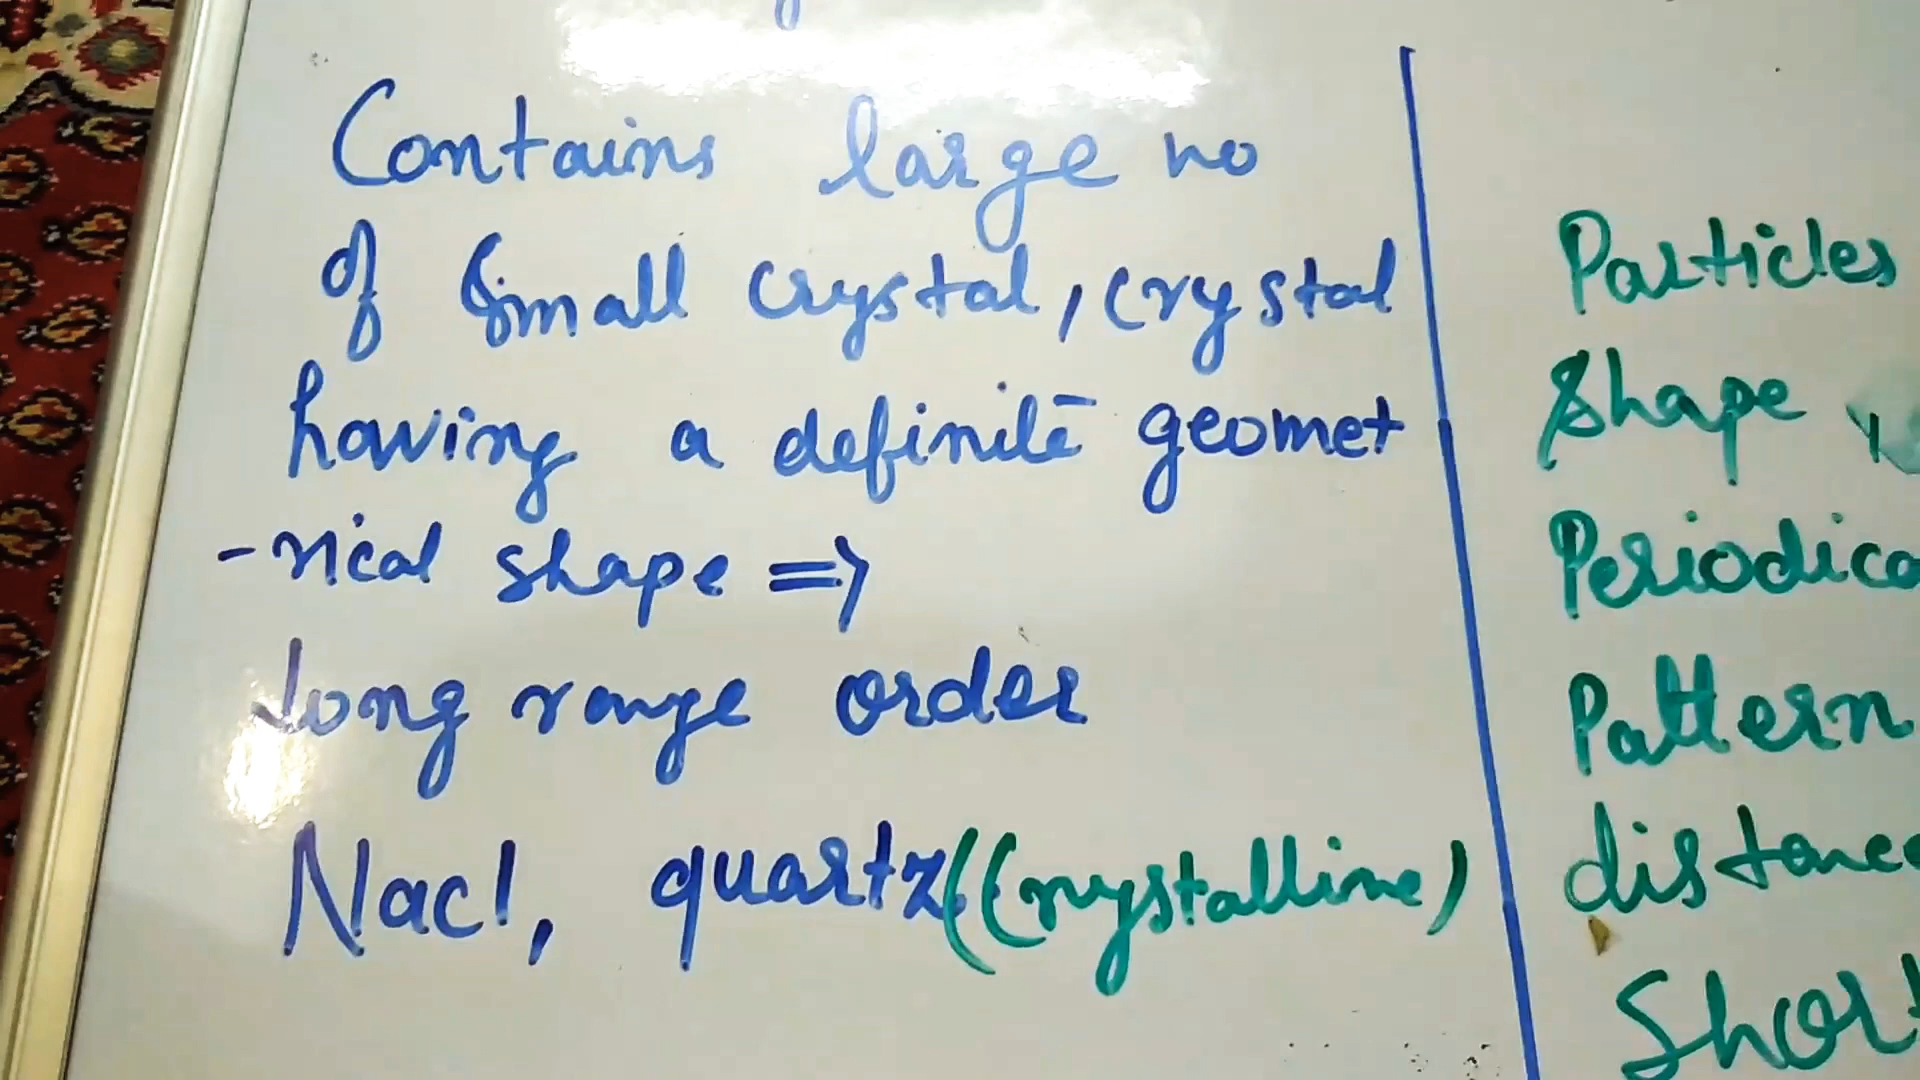 Contains large no
of Small crystal, crystal
having a definite geomet
-rical shape =>
long range order
Nacl, quartz((Crystalline)
Particles
Shape
Periodica
Pattern
distance
Short